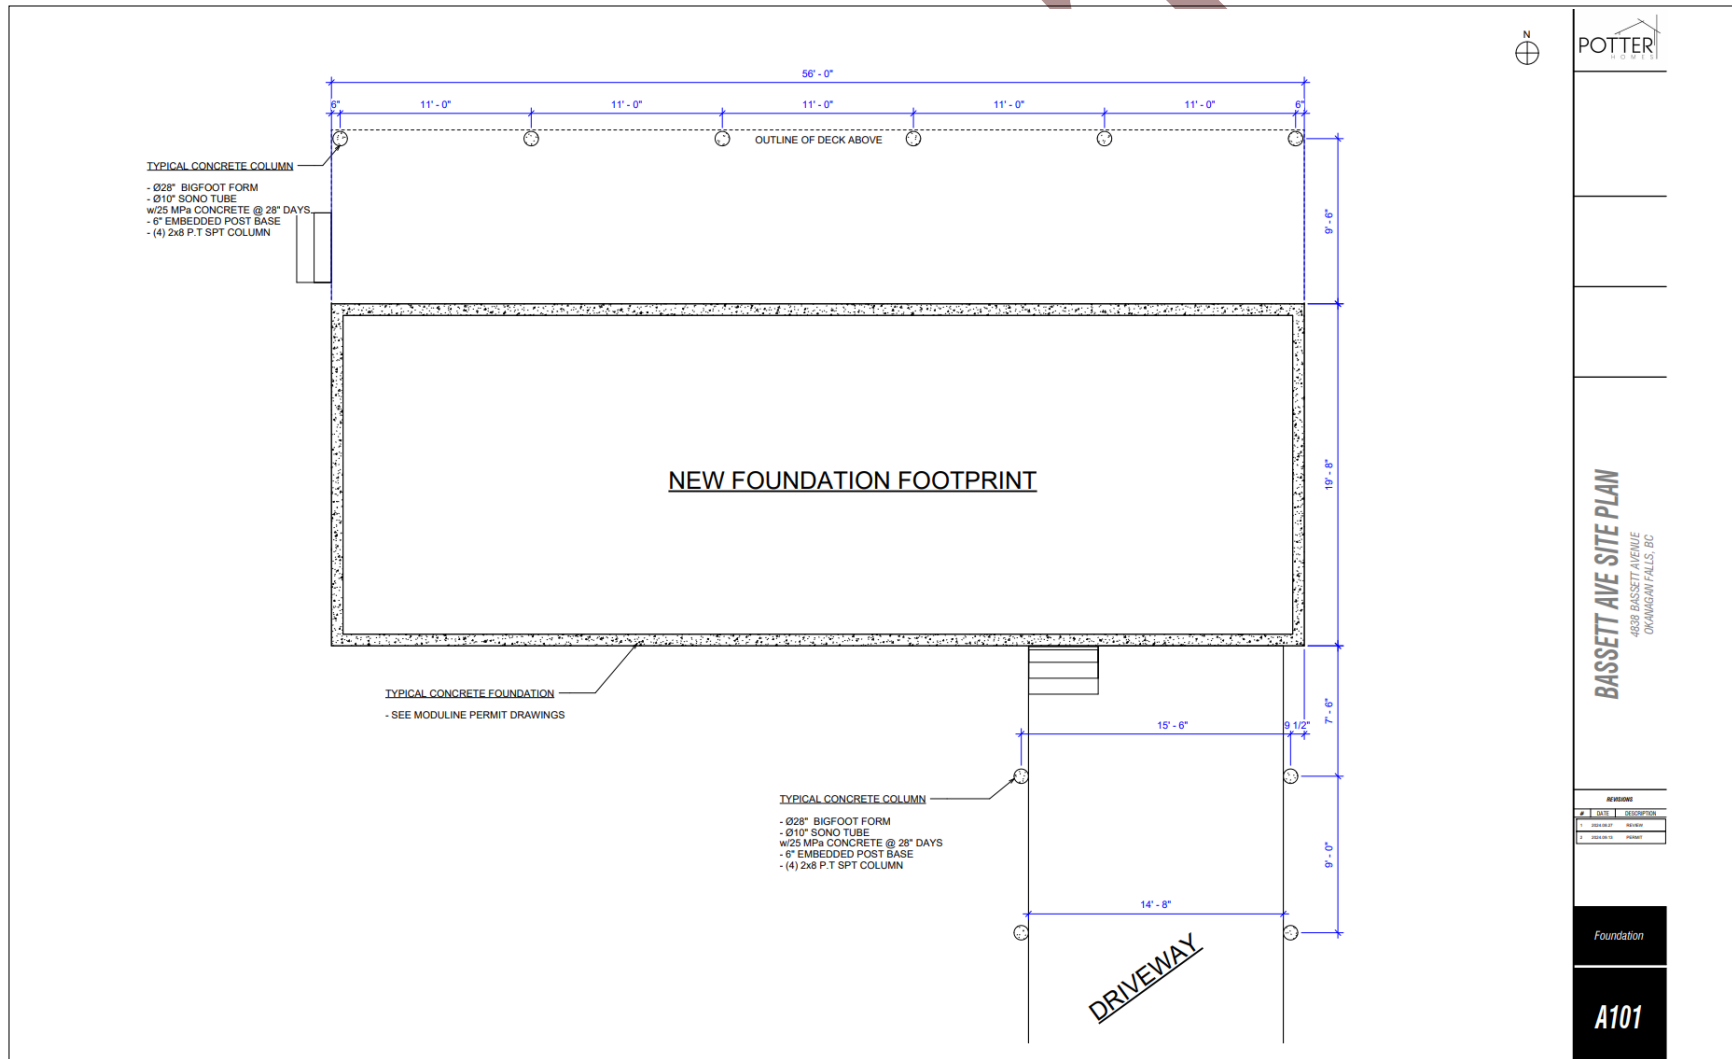 N
POTTER
HOMES
56' - 0"
6"
11' - 0"
11' - 0"
11' - 0"
11' - 0"
11' - 0"
6"
OUTLINE OF DECK ABOVE
TYPICAL CONCRETE COLUMN
- Ø28" BIGFOOT FORM
- Ø10" SONO TUBE
w/25 MPa CONCRETE @ 28" DAYS
- 6" EMBEDDED POST BASE
- (4) 2x8 P.T SPT COLUMN
9' - 6"
NEW FOUNDATION FOOTPRINT
19' - 8"
TYPICAL CONCRETE FOUNDATION
- SEE MODULINE PERMIT DRAWINGS
7' - 6"
15' - 6"
9 1/2"
TYPICAL CONCRETE COLUMN
- Ø28" BIGFOOT FORM
- Ø10" SONO TUBE
w/25 MPa CONCRETE @ 28" DAYS
- 6" EMBEDDED POST BASE
- (4) 2x8 P.T SPT COLUMN
9' - 0"
14' - 8"
DRIVEWAY
BASSETT AVE SITE PLAN
4838 BASSETT AVENUE
OKANAGAN FALLS, BC
REVISIONS
# DATE DESCRIPTION
1 REVIEW
2 PERMIT
Foundation
A101